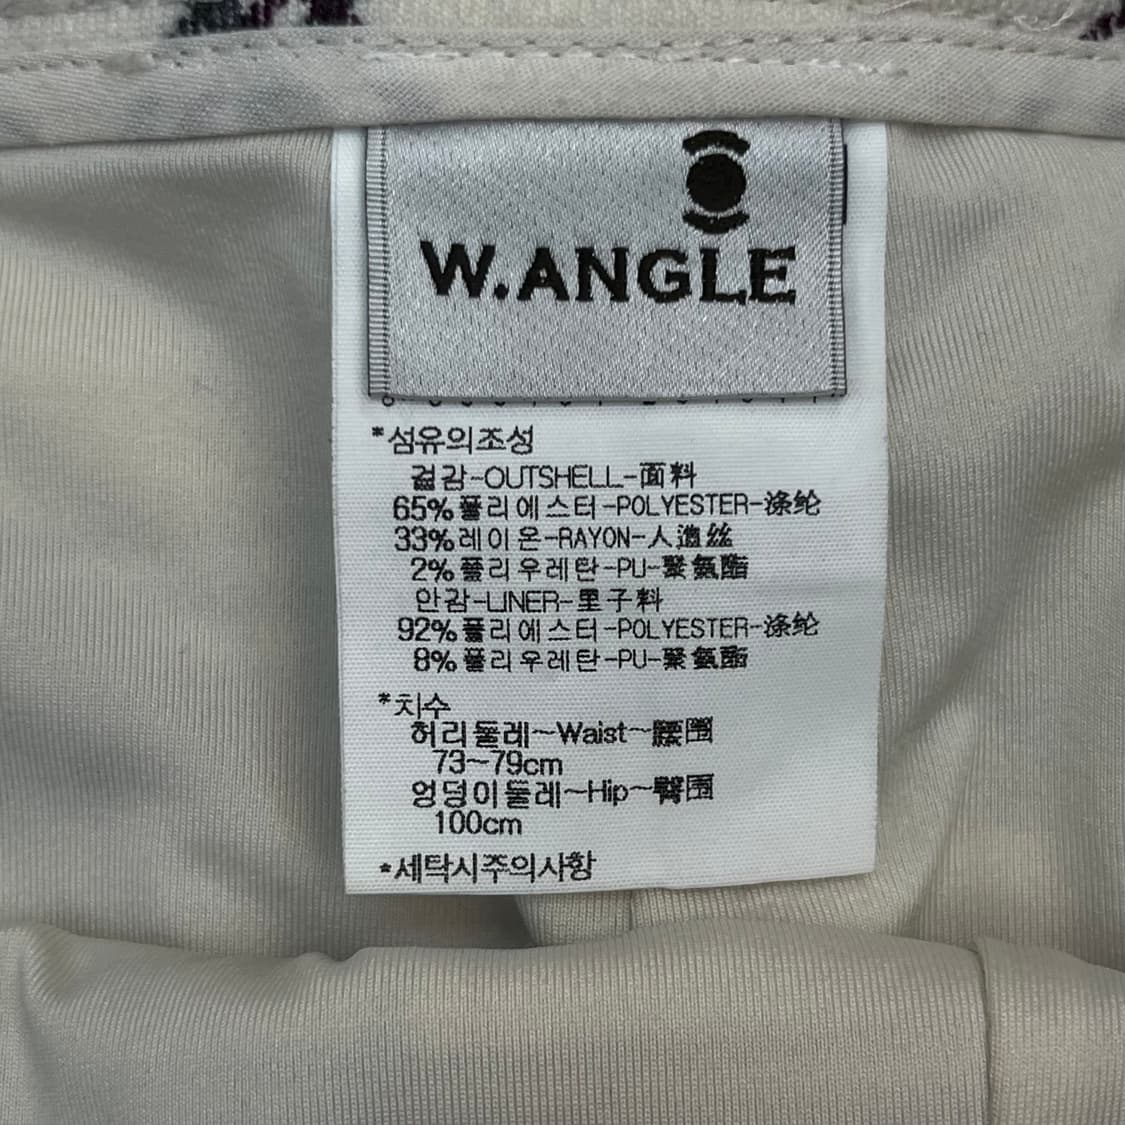 W.ANGLE
*섬유의조성
겉감-OUTSHELL-面料
65%폴리에스터-POLYESTER-涤纶
33%레이온-RAYON-人造丝
2%폴리우레탄-PU-聚氨酯
안감-LINER-里子料
92%폴리에스터-POLYESTER-涤纶
8%폴리우레탄-PU-聚氨酯
*치수
허리둘레~Waist~腰围
73~79cm
엉덩이둘레~Hip~臀围
100cm
*세탁시주의사항